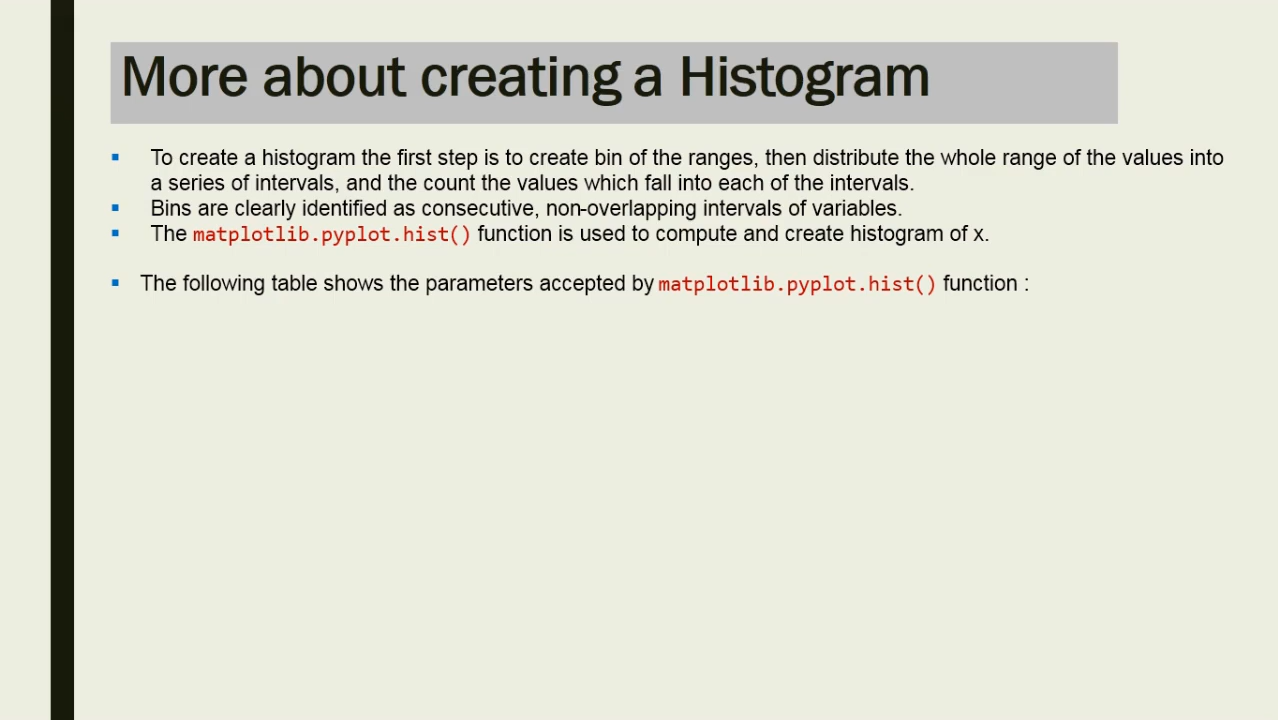 More about creating a Histogram
To create a histogram the first step is to create bin of the ranges, then distribute the whole range of the values into
a series of intervals, and the count the values which fall into each of the intervals.
Bins are clearly identified as consecutive, non-overlapping intervals of variables.
The matplotlib.pyplot.hist() function is used to compute and create histogram of x.
The following table shows the parameters accepted by matplotlib.pyplot.hist() function :